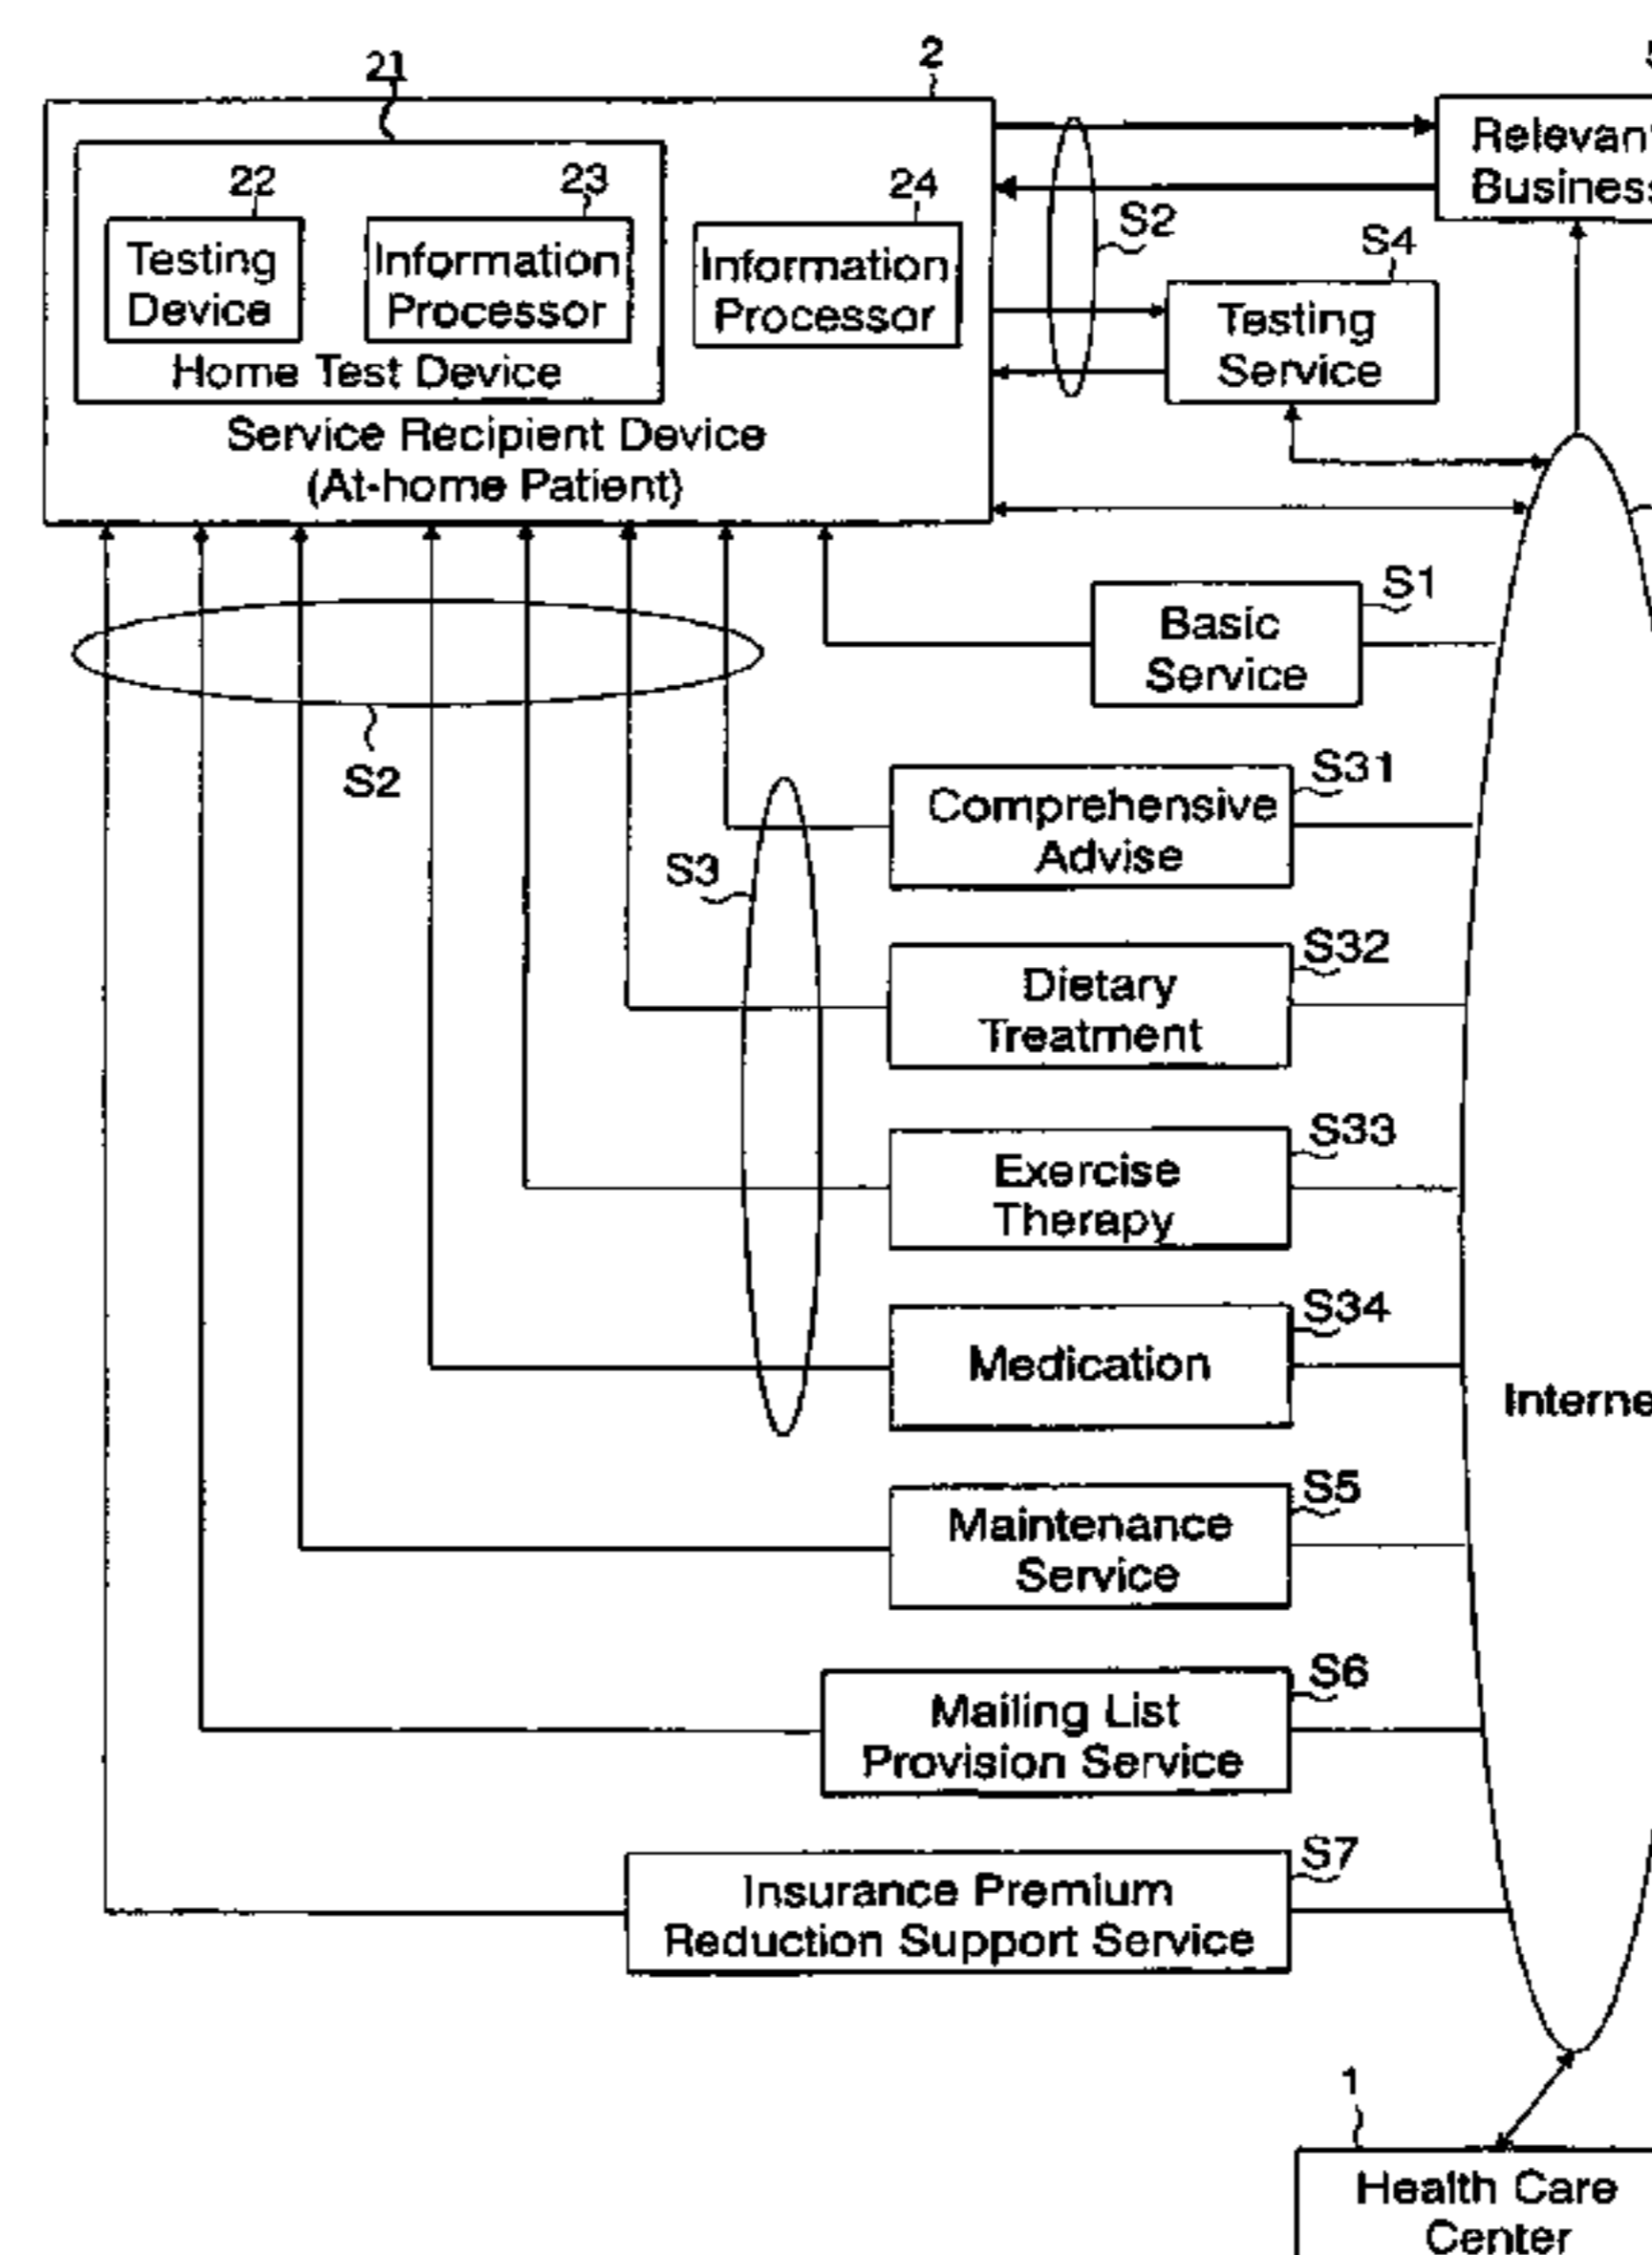 21
2
22
23
24
Testing
Device
Information
Processor
Home Test Device
Information
Processor
Service Recipient Device
(At-home Patient)
S2
Relevant
Business
S4
Testing
Service
S1
Basic
Service
S2
S31
Comprehensive
Advise
S3
S32
Dietary
Treatment
S33
Exercise
Therapy
S34
Medication
Interne
S5
Maintenance
Service
S6
Mailing List
Provision Service
S7
Insurance Premium
Reduction Support Service
1
Health Care
Center